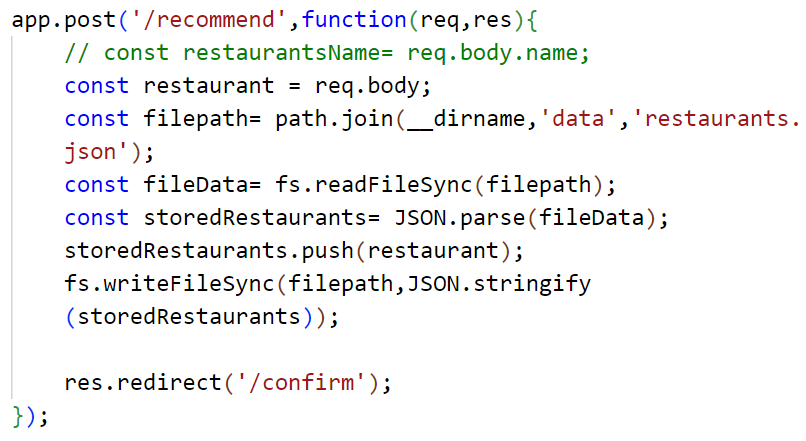 app.post('/recommend',function(req,res){
    // const restaurantsName= req.body.name;
    const restaurant = req.body;
    const filepath= path.join(__dirname,'data','restaurants.
    json');
    const fileData= fs.readFileSync(filepath);
    const storedRestaurants= JSON.parse(fileData);
    storedRestaurants.push(restaurant);
    fs.writeFileSync(filepath,JSON.stringify
    (storedRestaurants));

    res.redirect('/confirm');
});